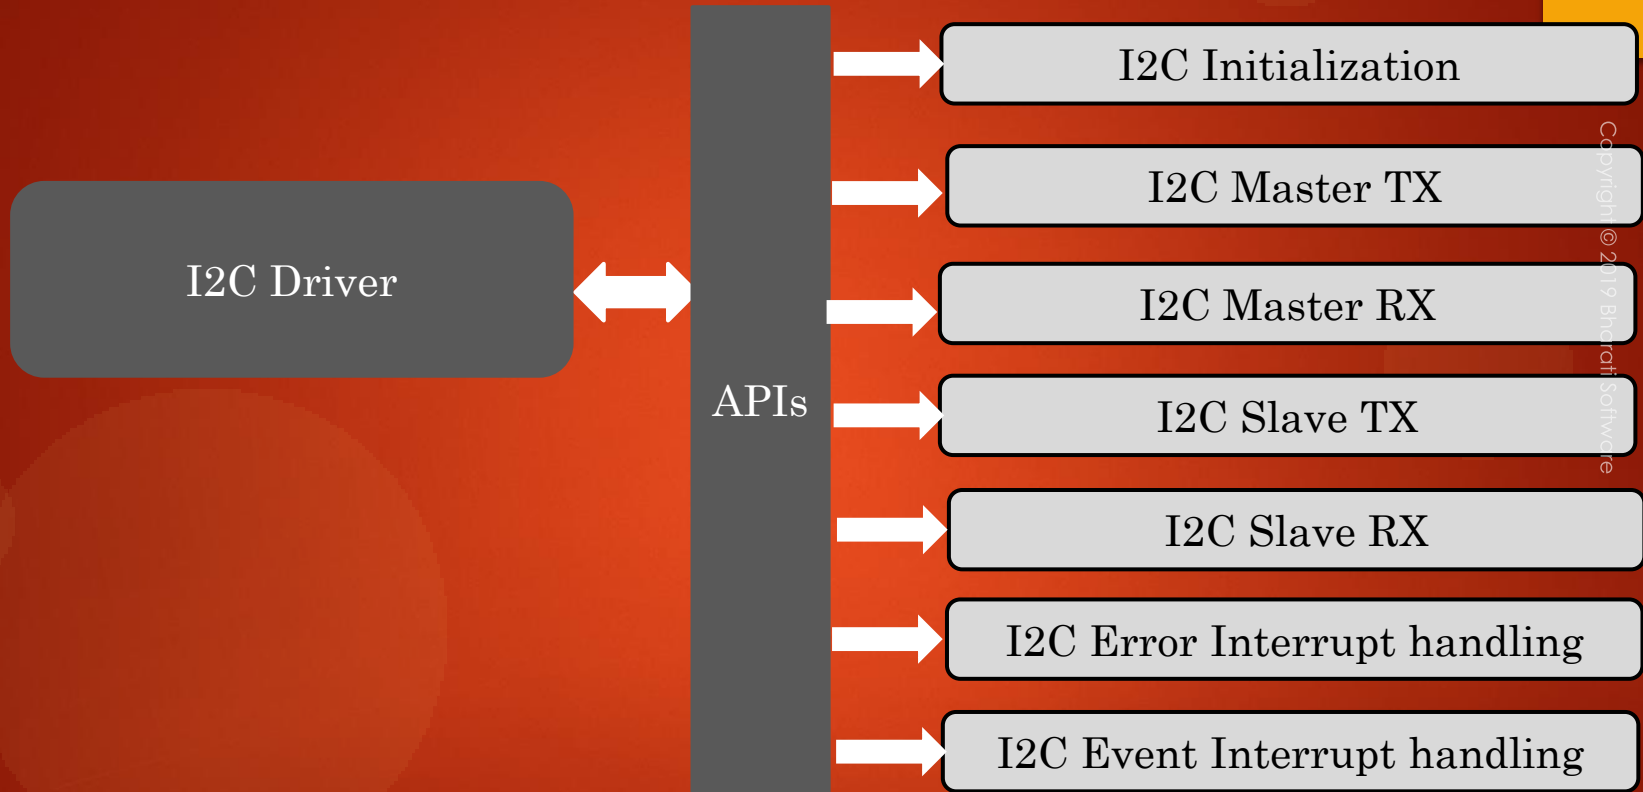 I2C Driver
APIs
I2C Initialization
I2C Master TX
I2C Master RX
I2C Slave TX
I2C Slave RX
I2C Error Interrupt handling
I2C Event Interrupt handling
Copyright © 2019 Bharati Software